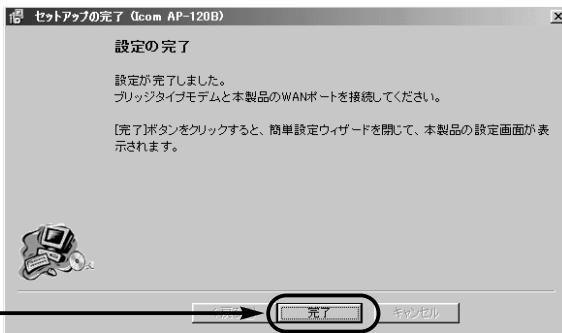 セットアップの完了 (Icom AP-120B)
設定の完了
設定が完了しました。
ブリッジタイプモデムと本製品のWANポートを接続してください。
[完了]ボタンをクリックすると、簡単設定ウィザードを閉じて、本製品の設定画面が表
示されます。
完了 キャンセル